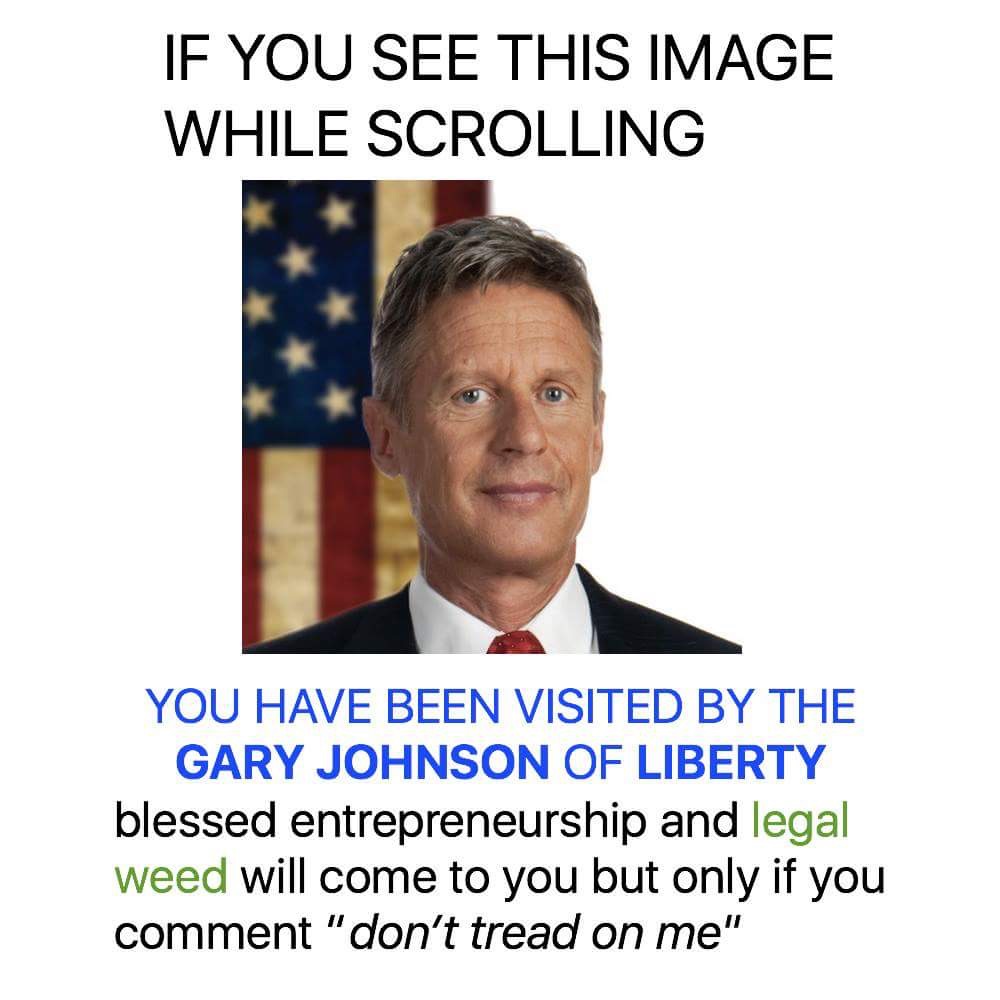 IF YOU SEE THIS IMAGE
WHILE SCROLLING
YOU HAVE BEEN VISITED BY THE
GARY JOHNSON OF LIBERTY
blessed entrepreneurship and legal
weed will come to you but only if you
comment "don't tread on me"